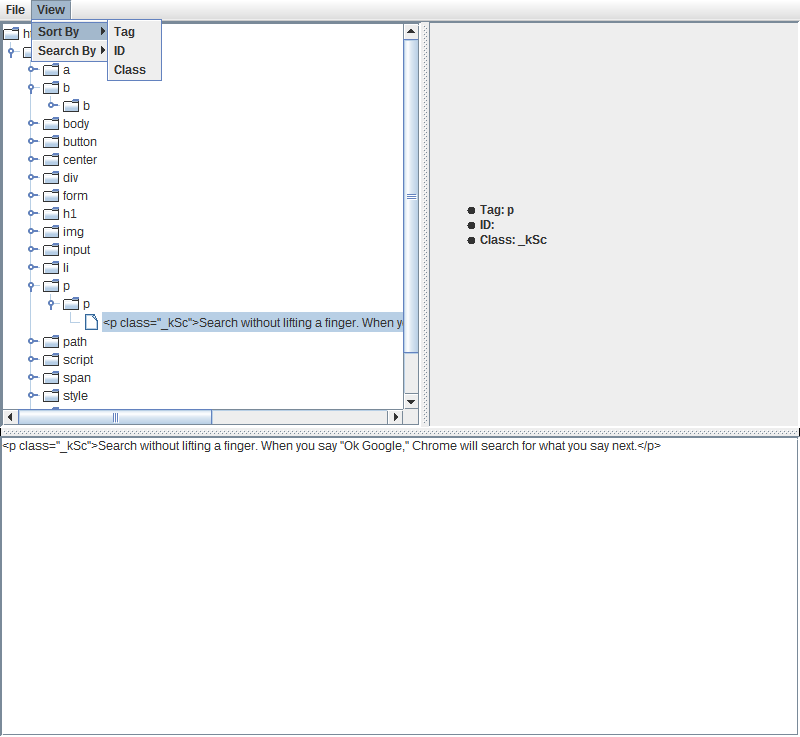 File View
Sort By
Search By
Tag
ID
Class
a
b
b
body
button
center
div
form
h1
img
input
li
p
p
<p class="_kSc">Search without lifting a finger. When yo
path
script
span
style
Tag: p
ID:
Class: _kSc
<p class="_kSc">Search without lifting a finger. When you say "Ok Google," Chrome will search for what you say next.</p>